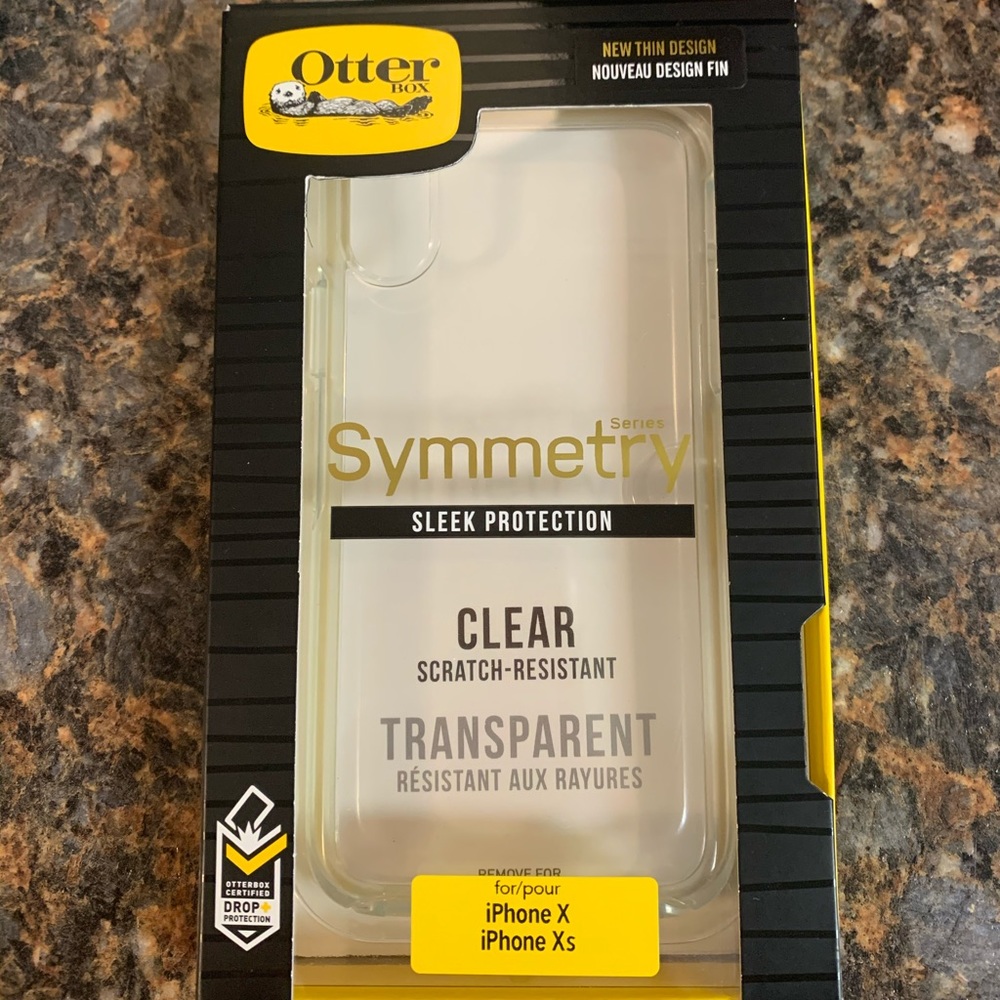 Otter
BOX
NEW THIN DESIGN
NOUVEAU DESIGN FIN
Series
Symmetry
SLEEK PROTECTION
CLEAR
SCRATCH-RESISTANT
TRANSPARENT
RÉSISTANT AUX RAYURES
OTTERBOX
CERTIFIED
DROP+
PROTECTION
REMOVE FOR
for/pour
iPhone X
iPhone Xs